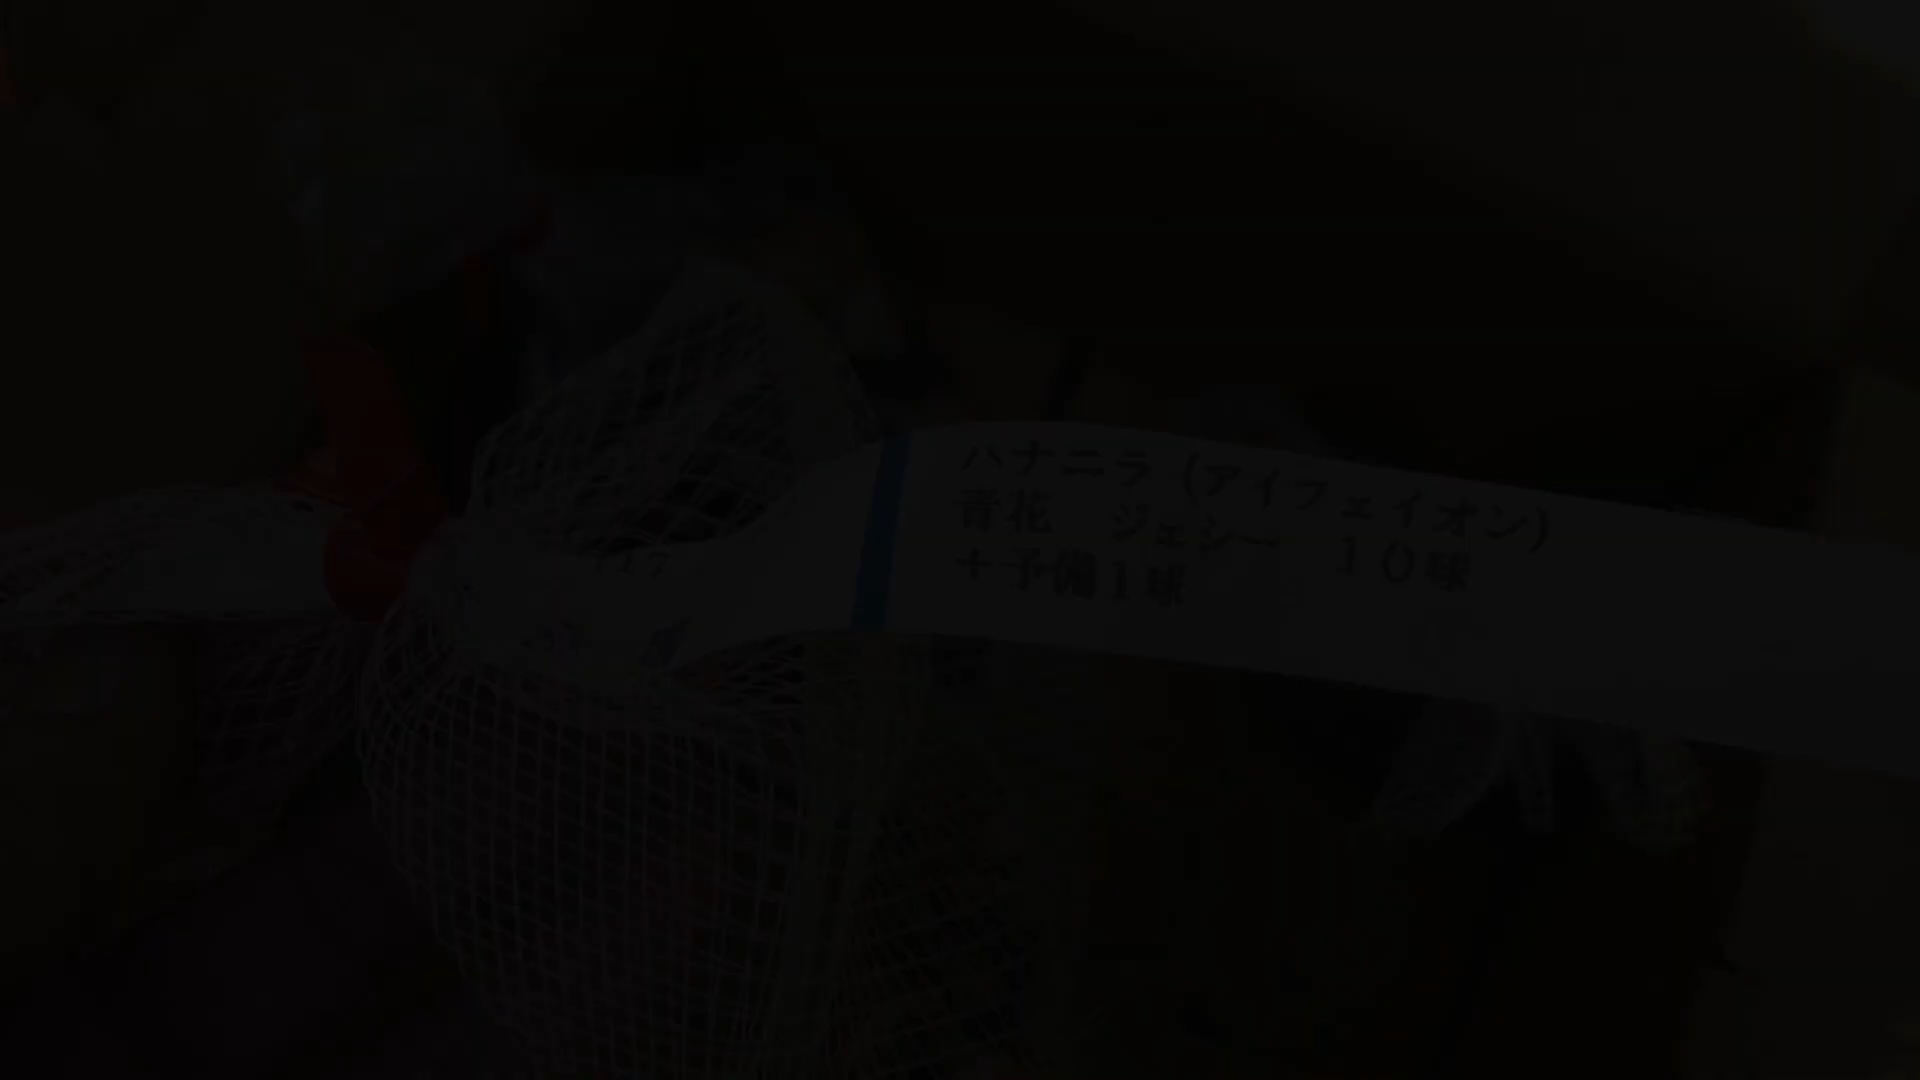 ハナニラ (アイフェイオン)
青花　ジェシー　１０球
＋予備１球